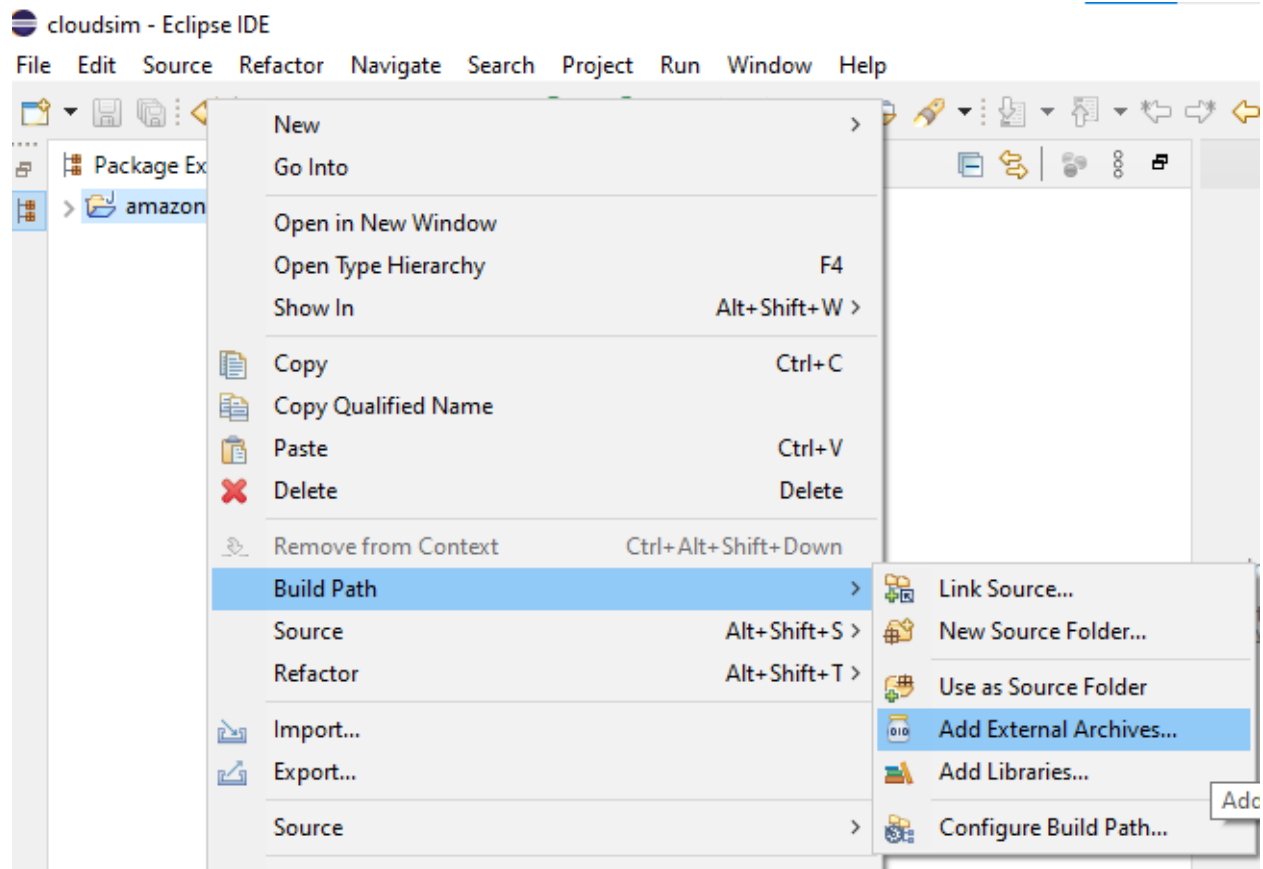 cloudsim - Eclipse IDE
File Edit Source Refactor Navigate Search Project Run Window Help
Package Ex
amazon
New
Go Into
Open in New Window
Open Type Hierarchy F4
Show In Alt+Shift+W >
Copy Ctrl+C
Copy Qualified Name
Paste Ctrl+V
Delete Delete
Remove from Context Ctrl+Alt+Shift+Down
Build Path >
Source Alt+Shift+S >
Refactor Alt+Shift+T >
Import...
Export...
Source >
Link Source...
New Source Folder...
Use as Source Folder
Add External Archives...
Add Libraries...
Configure Build Path...
Add